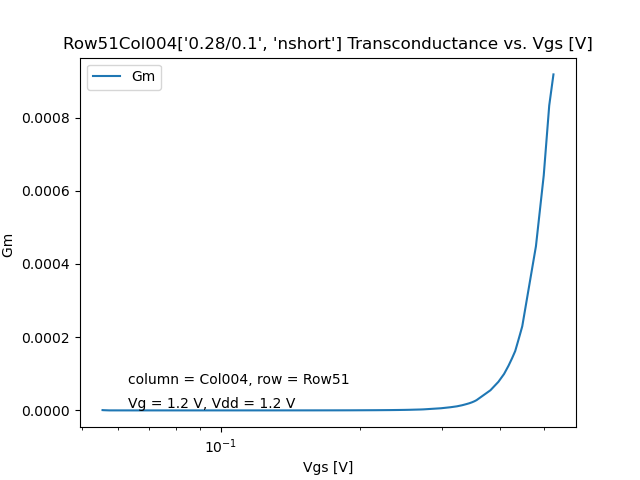 Row51Col004['0.28/0.1', 'nshort'] Transconductance vs. Vgs [V]
Gm
0.0008
0.0006
0.0004
0.0002
0.0000
Gm
column = Col004, row = Row51
Vg = 1.2 V, Vdd = 1.2 V
10⁻¹
Vgs [V]